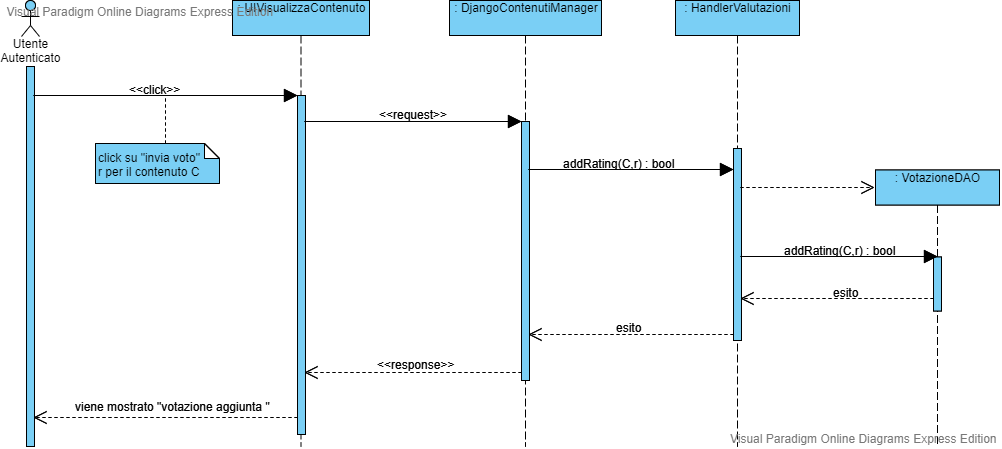 Visual Paradigm Online Diagrams Express Edition
: UIVisualizzaContenuto
: DjangoContenutiManager
: HandlerValutazioni
Utente
Autenticato
<<click>>
<<request>>
click su "invia voto"
r per il contenuto C
addRating(C,r) : bool
: VotazioneDAO
addRating(C,r) : bool
esito
esito
<<response>>
viene mostrato "votazione aggiunta "
Visual Paradigm Online Diagrams Express Edition